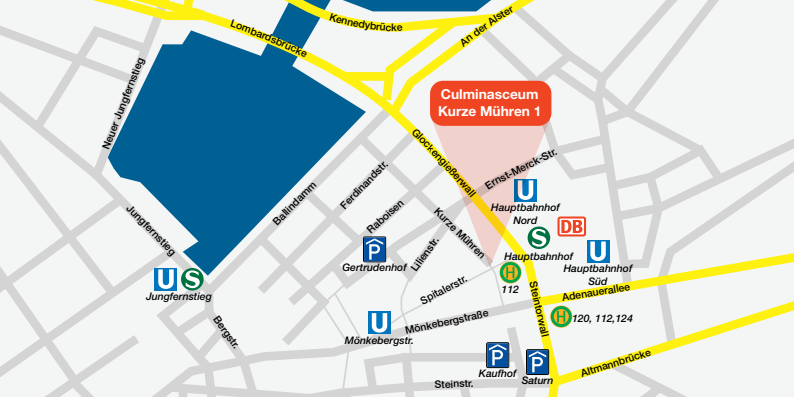 Kennedybrücke
Lombardsbrücke
An der Alster
Neuer Jungfernstieg
Culminasceum
Kurze Mühren 1
Glockengießerwall
Ernst-Merck-Str.
Ferdinandstr.
Ballindamm
Raboisen
Kurze Mühren
Lilienstr.
U
Hauptbahnhof
Nord
S
DB
Hauptbahnhof
U
Hauptbahnhof
Süd
Jungfernstieg
P
Gertrudenhof
U S
Jungfernstieg
H
112
Spitalerstr.
Steintorwall
Adenauerallee
H
120, 112,124
Bergstr.
U
Mönkebergstr.
Mönkebergstraße
P
Kaufhof
P
Saturn
Altmannbrücke
Steinstr.